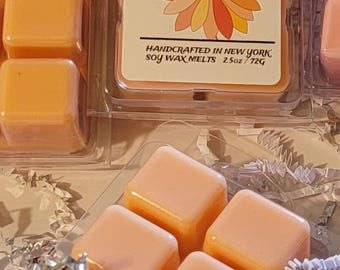 HANDCRAFTED IN NEW YORK
SOY WAX MELTS 2.5oz / 72G